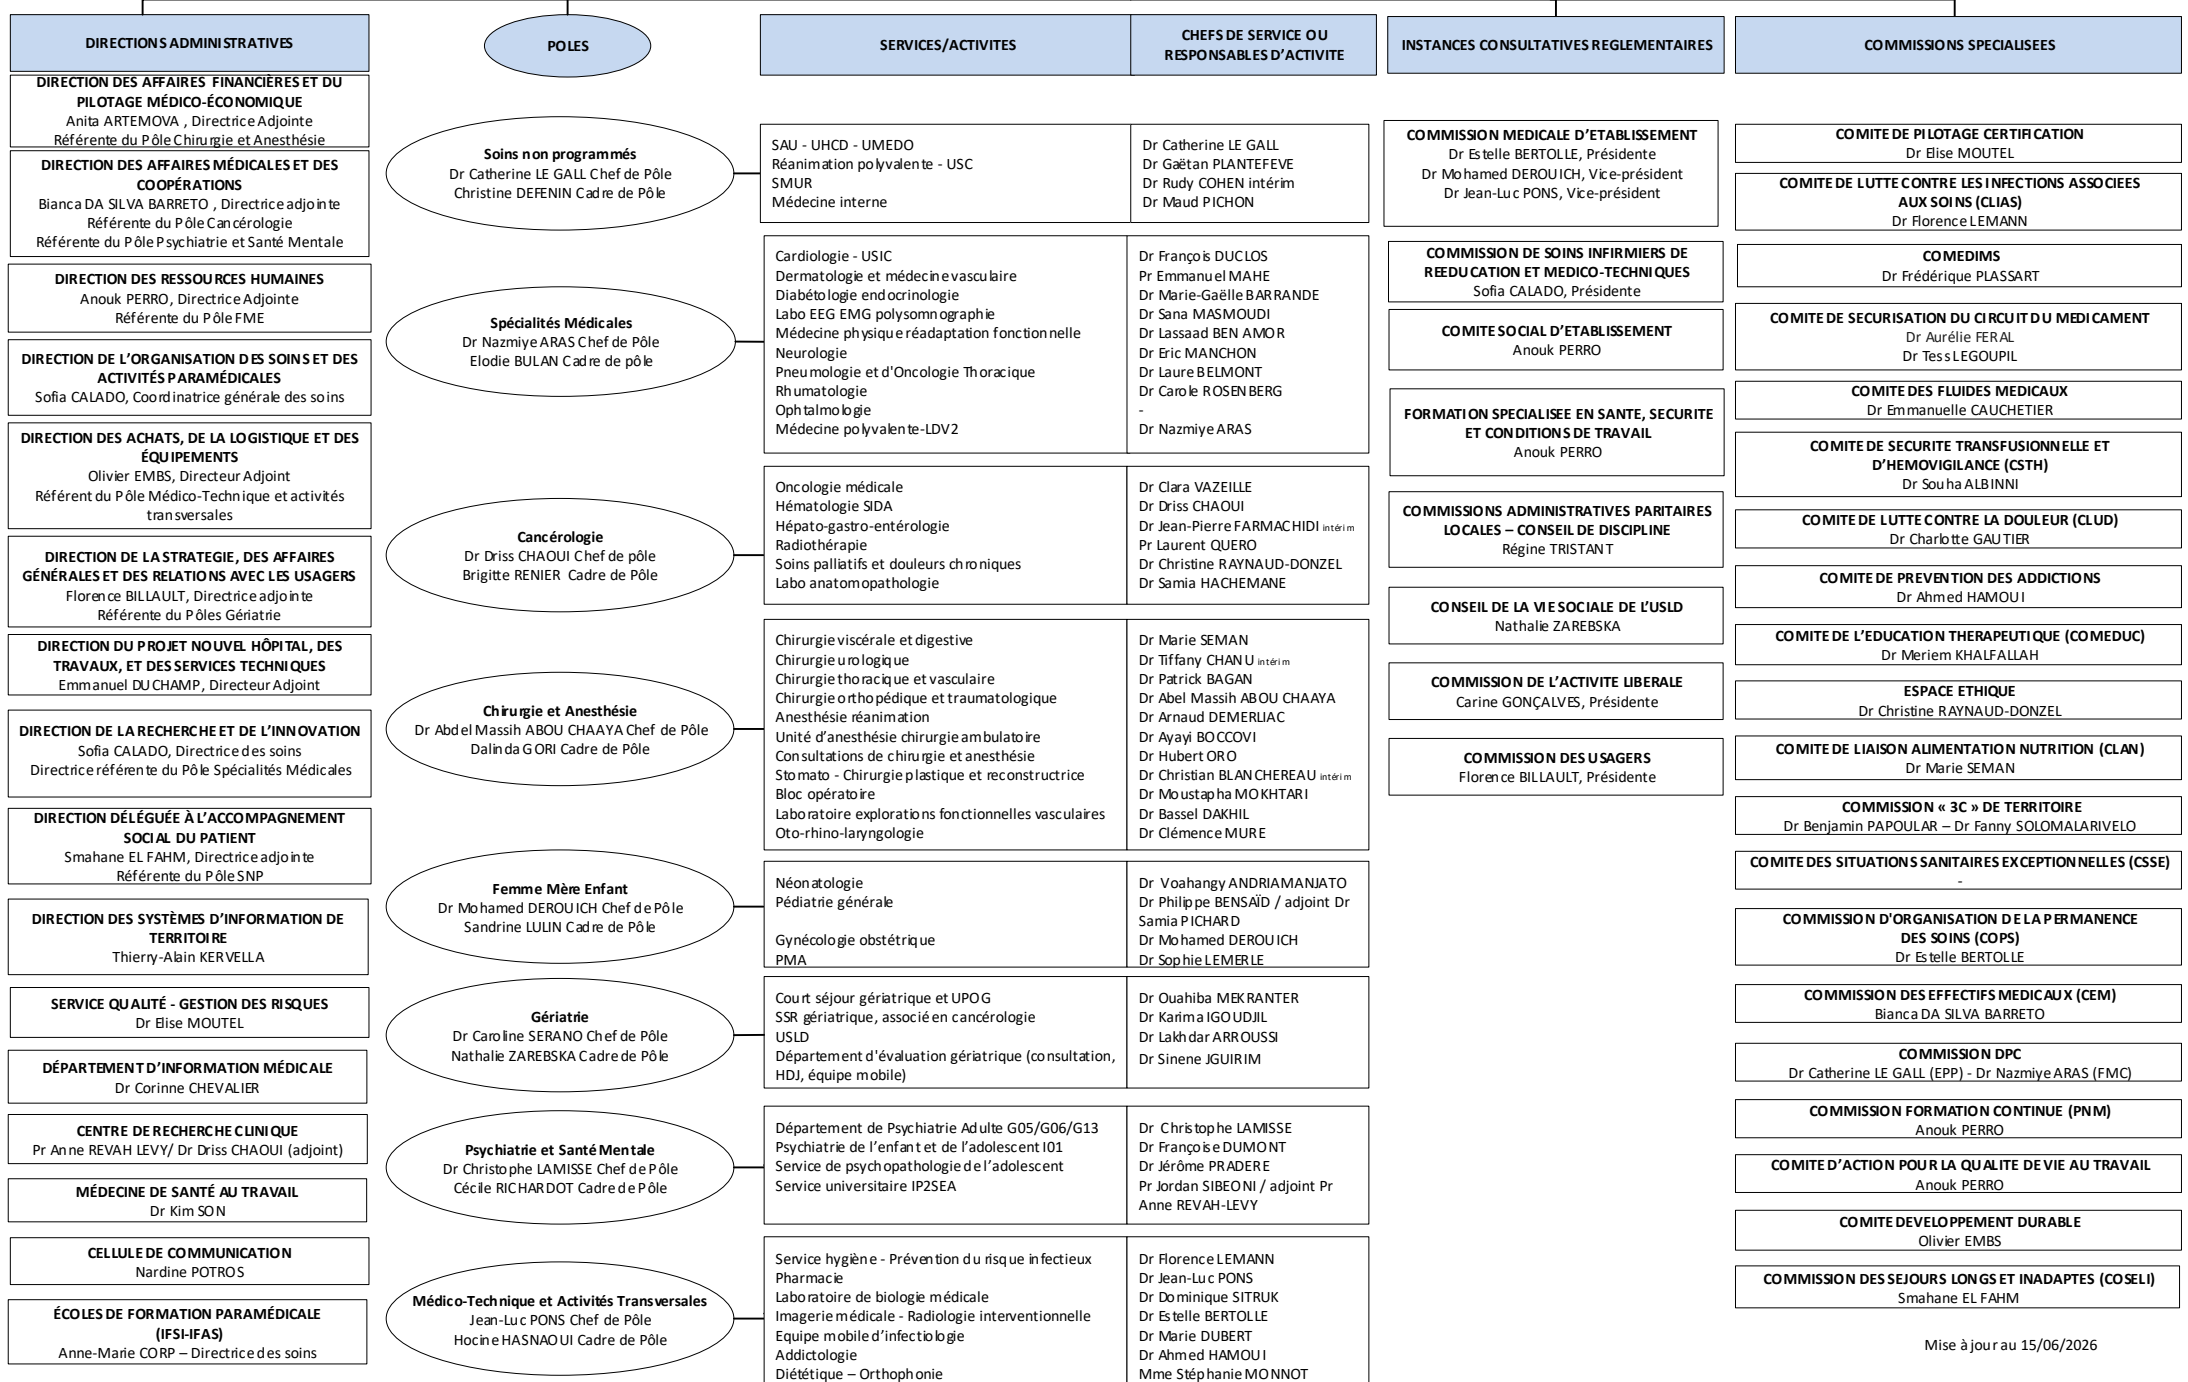 DIRECTIONS ADMINISTRATIVES
DIRECTION DES AFFAIRES FINANCIÈRES ET DU
PILOTAGE MÉDICO-ÉCONOMIQUE
Anita ARTEMOVA , Directrice Adjointe
Référente du Pôle Chirurgie et Anesthésie
DIRECTION DES AFFAIRES MÉDICALES ET DES
COOPÉRATIONS
Bianca DA SILVA BARRETO , Directrice adjointe
Référente du Pôle Cancérologie
Référente du Pôle Psychiatrie et Santé Mentale
DIRECTION DES RESSOURCES HUMAINES
Anouk PERRO, Directrice Adjointe
Référente du Pôle FME
DIRECTION DE L'ORGANISATION DES SOINS ET DES
ACTIVITÉS PARAMÉDICALES
Sofia CALADO, Coordinatrice générale des soins
DIRECTION DES ACHATS, DE LA LOGISTIQUE ET DES
ÉQUIPEMENTS
Olivier EMBS, Directeur Adjoint
Référent du Pôle Médico-Technique et activités
transversales
DIRECTION DE LA STRATEGIE, DES AFFAIRES
GÉNÉRALES ET DES RELATIONS AVEC LES USAGERS
Florence BILLAULT, Directrice adjointe
Référente du Pôles Gériatrie
DIRECTION DU PROJET NOUVEL HÔPITAL, DES
TRAVAUX, ET DES SERVICES TECHNIQUES
Emmanuel DUCHAMP, Directeur Adjoint
DIRECTION DE LA RECHERCHE ET DE L'INNOVATION
Sofia CALADO, Directrice des soins
Directrice référente du Pôle Spécialités Médicales
DIRECTION DÉLÉGUÉE À L'ACCOMPAGNEMENT
SOCIAL DU PATIENT
Smahane EL FAHM, Directrice adjointe
Référente du Pôle SNP
DIRECTION DES SYSTÈMES D'INFORMATION DE
TERRITOIRE
Thierry-Alain KERVELLA
SERVICE QUALITÉ - GESTION DES RISQUES
Dr Elise MOUTEL
DÉPARTEMENT D'INFORMATION MÉDICALE
Dr Corinne CHEVALIER
CENTRE DE RECHERCHE CLINIQUE
Pr Anne REVAH LEVY/ Dr Driss CHAOUI (adjoint)
MÉDECINE DE SANTÉ AU TRAVAIL
Dr Kim SON
CELLULE DE COMMUNICATION
Nardine POTROS
ÉCOLES DE FORMATION PARAMÉDICALE
(IFSI-IFAS)
Anne-Marie CORP – Directrice des soins
POLES
Soins non programmés
Dr Catherine LE GALL Chef de Pôle
Christine DEFENIN Cadre de Pôle
Spécialités Médicales
Dr Nazmiye ARAS Chef de Pôle
Elodie BULAN Cadre de pôle
Cancérologie
Dr Driss CHAOUI Chef de pôle
Brigitte RENIER Cadre de Pôle
Chirurgie et Anesthésie
Dr Abdel Massih ABOU CHAAYA Chef de Pôle
Dalinda GORI Cadre de Pôle
Femme Mère Enfant
Dr Mohamed DEROUICH Chef de Pôle
Sandrine LULIN Cadre de Pôle
Gériatrie
Dr Caroline SERANO Chef de Pôle
Nathalie ZAREBSKA Cadre de Pôle
Psychiatrie et Santé Mentale
Dr Christophe LAMISSE Chef de Pôle
Cécile RICHARDOT Cadre de Pôle
Médico-Technique et Activités Transversales
Jean-Luc PONS Chef de Pôle
Hocine HASNAOUI Cadre de Pôle
SERVICES/ACTIVITES CHEFS DE SERVICE OU
RESPONSABLES D'ACTIVITE
SAU - UHCD - UMEDO Dr Catherine LE GALL
Réanimation polyvalente - USC Dr Gaëtan PLANTEFEVE
SMUR Dr Rudy COHEN intérim
Médecine interne Dr Maud PICHON
Cardiologie - USIC Dr François DUCLOS
Dermatologie et médecine vasculaire Pr Emmanuel MAHE
Diabétologie endocrinologie Dr Marie-Gaëlle BARRANDE
Labo EEG EMG polysomnographie Dr Sana MASMOUDI
Médecine physique réadaptation fonctionnelle Dr Lassaad BEN AMOR
Neurologie Dr Eric MANCHON
Pneumologie et d'Oncologie Thoracique Dr Laure BELMONT
Rhumatologie Dr Carole ROSENBERG
Ophtalmologie -
Médecine polyvalente-LDV2 Dr Nazmiye ARAS
Oncologie médicale Dr Clara VAZEILLE
Hématologie SIDA Dr Driss CHAOUI
Hépato-gastro-entérologie Dr Jean-Pierre FARMACHIDI intérim
Radiothérapie Pr Laurent QUERO
Soins palliatifs et douleurs chroniques Dr Christine RAYNAUD-DONZEL
Labo anatomopathologie Dr Samia HACHEMANE
Chirurgie viscérale et digestive Dr Marie SEMAN
Chirurgie urologique Dr Tiffany CHANU intérim
Chirurgie thoracique et vasculaire Dr Patrick BAGAN
Chirurgie orthopédique et traumatologique Dr Abel Massih ABOU CHAAYA
Anesthésie réanimation Dr Arnaud DEMERLIAC
Unité d'anesthésie chirurgie ambulatoire Dr Ayayi BOCCOVI
Consultations de chirurgie et anesthésie Dr Hubert ORO
Stomato - Chirurgie plastique et reconstructrice Dr Christian BLANCHEREAU intérim
Bloc opératoire Dr Moustapha MOKHTARI
Laboratoire explorations fonctionnelles vasculaires Dr Bassel DAKHIL
Oto-rhino-laryngologie Dr Clémence MURE
Néonatologie Dr Voahangy ANDRIAMANJATO
Pédiatrie générale Dr Philippe BENSAÏD / adjoint Dr
Samia PICHARD
Gynécologie obstétrique Dr Mohamed DEROUICH
PMA Dr Sophie LEMERLE
Court séjour gériatrique et UPOG Dr Ouahiba MEKRANTER
SSR gériatrique, associé en cancérologie Dr Karima IGOUDJIL
USLD Dr Lakhdar ARROUSSI
Département d'évaluation gériatrique (consultation, Dr Sinene JGUIRIM
HDJ, équipe mobile)
Département de Psychiatrie Adulte G05/G06/G13 Dr Christophe LAMISSE
Psychiatrie de l'enfant et de l'adolescent I01 Dr Françoise DUMONT
Service de psychopathologie de l'adolescent Dr Jérôme PRADERE
Service universitaire IP2SEA Pr Jordan SIBEONI / adjoint Pr
Anne REVAH-LEVY
Service hygiène - Prévention du risque infectieux Dr Florence LEMANN
Pharmacie Dr Jean-Luc PONS
Laboratoire de biologie médicale Dr Dominique SITRUK
Imagerie médicale - Radiologie interventionnelle Dr Estelle BERTOLLE
Equipe mobile d'infectiologie Dr Marie DUBERT
Addictologie Dr Ahmed HAMOUI
Diététique – Orthophonie Mme Stéphanie MONNOT
INSTANCES CONSULTATIVES REGLEMENTAIRES
COMMISSION MEDICALE D'ETABLISSEMENT
Dr Estelle BERTOLLE, Présidente
Dr Mohamed DEROUICH, Vice-président
Dr Jean-Luc PONS, Vice-président
COMMISSION DE SOINS INFIRMIERS DE
REEDUCATION ET MEDICO-TECHNIQUES
Sofia CALADO, Présidente
COMITE SOCIAL D'ETABLISSEMENT
Anouk PERRO
FORMATION SPECIALISEE EN SANTE, SECURITE
ET CONDITIONS DE TRAVAIL
Anouk PERRO
COMMISSIONS ADMINISTRATIVES PARITAIRES
LOCALES – CONSEIL DE DISCIPLINE
Régine TRISTANT
CONSEIL DE LA VIE SOCIALE DE L'USLD
Nathalie ZAREBSKA
COMMISSION DE L'ACTIVITE LIBERALE
Carine GONÇALVES, Présidente
COMMISSION DES USAGERS
Florence BILLAULT, Présidente
COMMISSIONS SPECIALISEES
COMITE DE PILOTAGE CERTIFICATION
Dr Elise MOUTEL
COMITE DE LUTTE CONTRE LES INFECTIONS ASSOCIEES
AUX SOINS (CLIAS)
Dr Florence LEMANN
COMEDIMS
Dr Frédérique PLASSART
COMITE DE SECURISATION DU CIRCUIT DU MEDICAMENT
Dr Aurélie FERAL
Dr Tess LEGOUPIL
COMITE DES FLUIDES MEDICAUX
Dr Emmanuelle CAUCHETIER
COMITE DE SECURITE TRANSFUSIONNELLE ET
D'HEMOVIGILANCE (CSTH)
Dr Souha ALBINNI
COMITE DE LUTTE CONTRE LA DOULEUR (CLUD)
Dr Charlotte GAUTIER
COMITE DE PREVENTION DES ADDICTIONS
Dr Ahmed HAMOUI
COMITE DE L'EDUCATION THERAPEUTIQUE (COMEDUC)
Dr Meriem KHALFALLAH
ESPACE ETHIQUE
Dr Christine RAYNAUD-DONZEL
COMITE DE LIAISON ALIMENTATION NUTRITION (CLAN)
Dr Marie SEMAN
COMMISSION « 3C » DE TERRITOIRE
Dr Benjamin PAPOULAR – Dr Fanny SOLOMALARIVELO
COMITE DES SITUATIONS SANITAIRES EXCEPTIONNELLES (CSSE)
-
COMMISSION D'ORGANISATION DE LA PERMANENCE
DES SOINS (COPS)
Dr Estelle BERTOLLE
COMMISSION DES EFFECTIFS MEDICAUX (CEM)
Bianca DA SILVA BARRETO
COMMISSION DPC
Dr Catherine LE GALL (EPP) - Dr Nazmiye ARAS (FMC)
COMMISSION FORMATION CONTINUE (PNM)
Anouk PERRO
COMITE D'ACTION POUR LA QUALITE DE VIE AU TRAVAIL
Anouk PERRO
COMITE DEVELOPPEMENT DURABLE
Olivier EMBS
COMMISSION DES SEJOURS LONGS ET INADAPTES (COSELI)
Smahane EL FAHM
Mise à jour au 15/06/2026